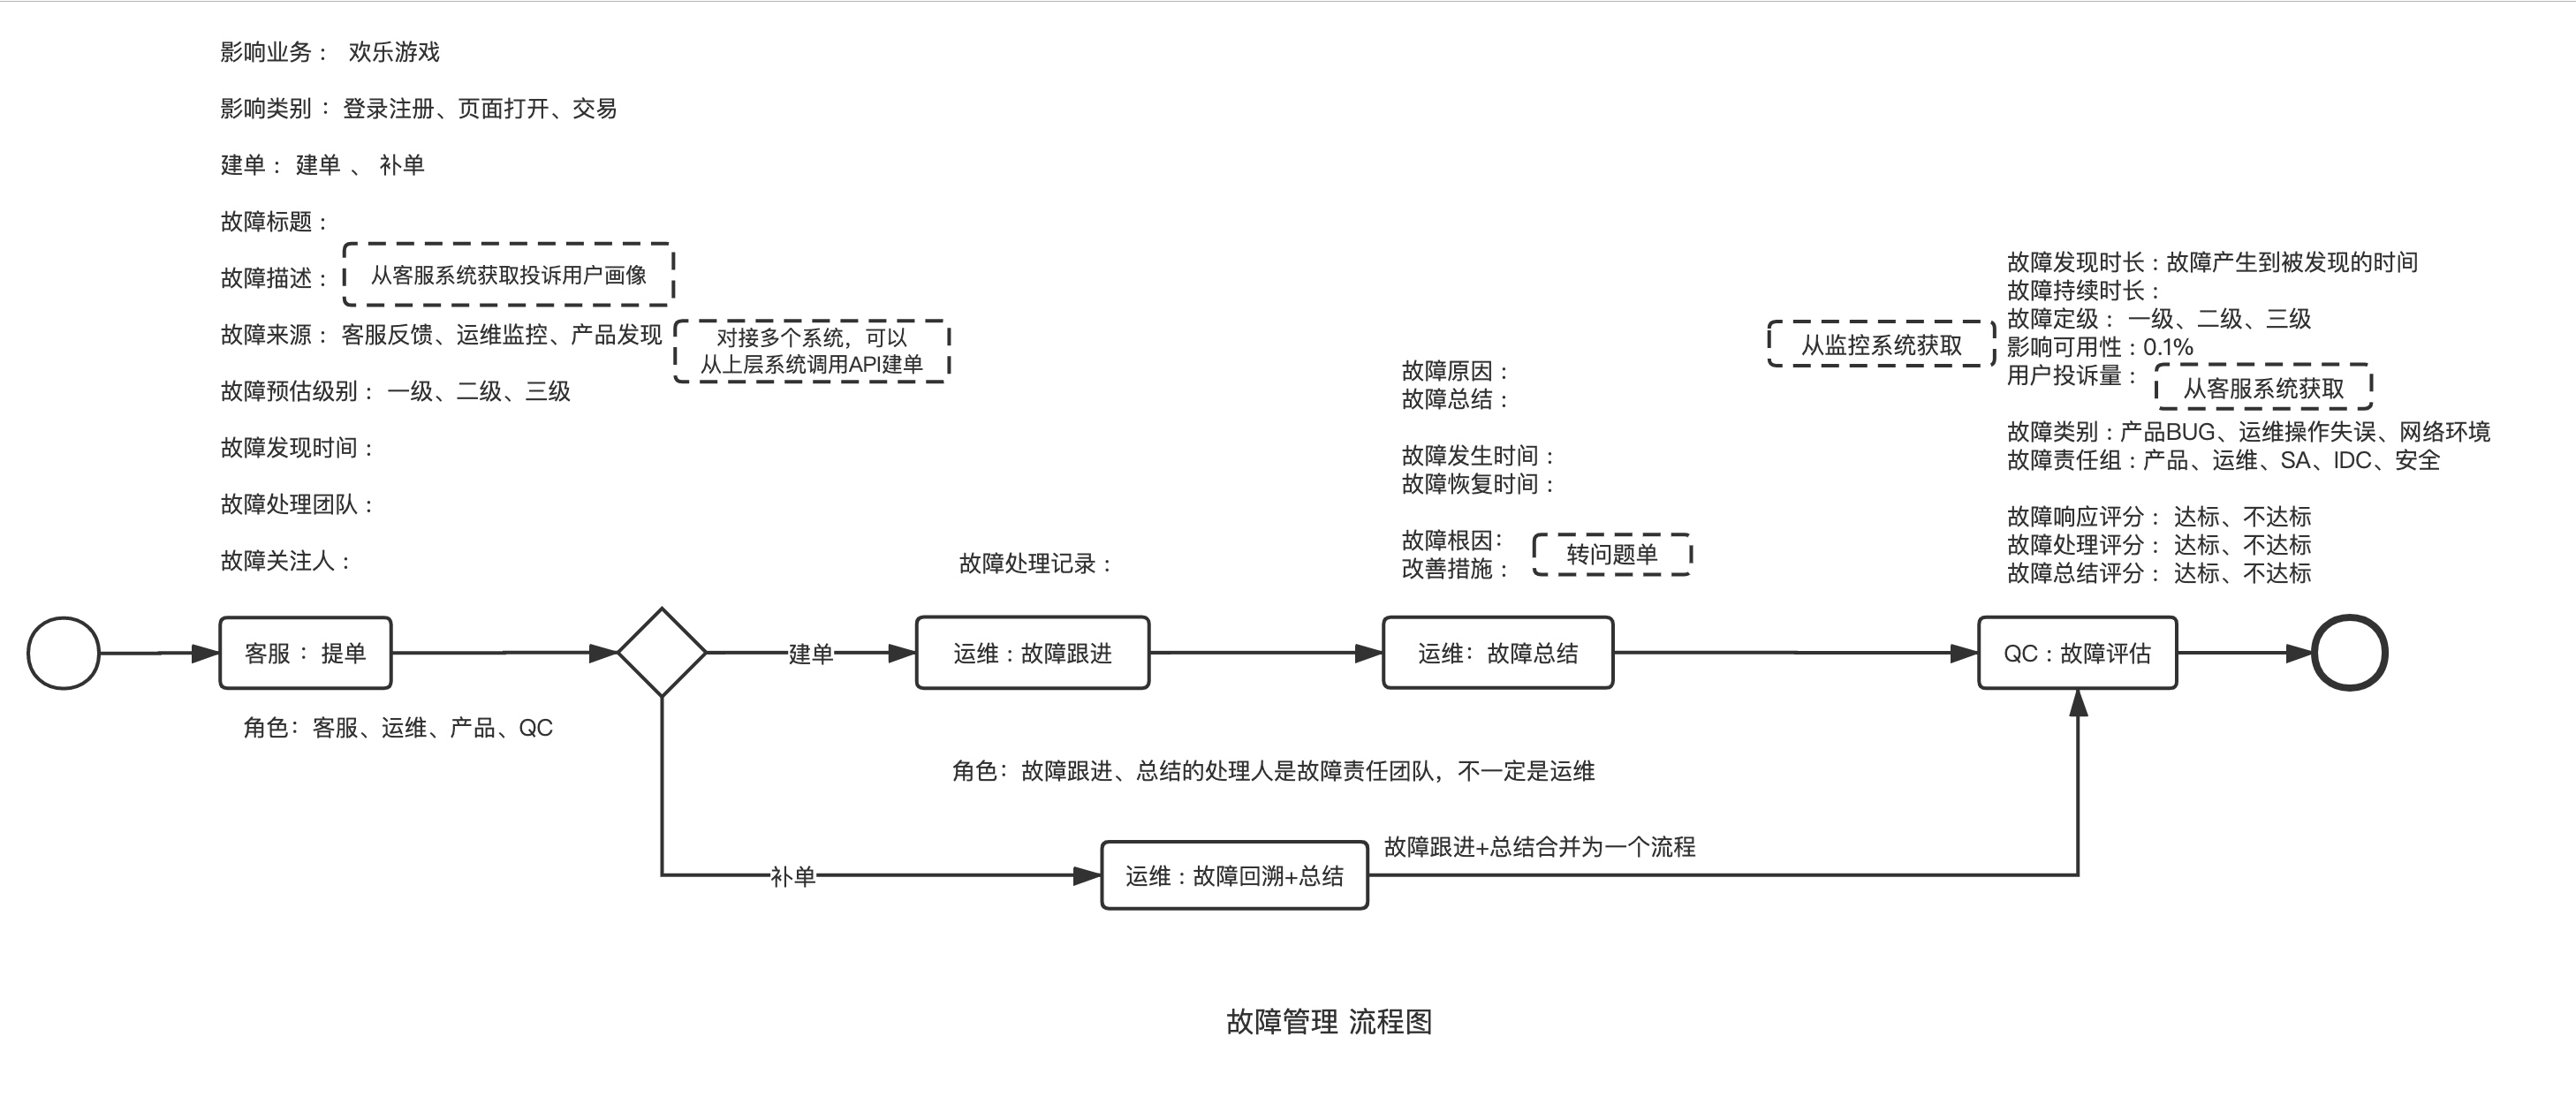 影响业务： 欢乐游戏
影响类别： 登录注册、页面打开、交易
建单： 建单 、 补单
故障标题：
故障描述：
从客服系统获取投诉用户画像
故障来源： 客服反馈、运维监控、产品发现
对接多个系统，可以
从上层系统调用API建单
故障预估级别： 一级、二级、三级
故障发现时间：
故障处理团队：
故障关注人：
故障处理记录：
故障原因：
故障总结：
故障发生时间：
故障恢复时间：
故障根因：
改善措施：
转问题单
从监控系统获取
故障发现时长：故障产生到被发现的时间
故障持续时长：
故障定级： 一级、二级、三级
影响可用性：0.1%
用户投诉量：
从客服系统获取
故障类别：产品BUG、运维操作失误、网络环境
故障责任组：产品、运维、SA、IDC、安全
故障响应评分： 达标、不达标
故障处理评分： 达标、不达标
故障总结评分： 达标、不达标
客服： 提单
建单
运维：故障跟进
运维：故障总结
QC：故障评估
角色：客服、运维、产品、QC
角色：故障跟进、总结的处理人是故障责任团队，不一定是运维
补单
运维：故障回溯+总结
故障跟进+总结合并为一个流程
故障管理 流程图